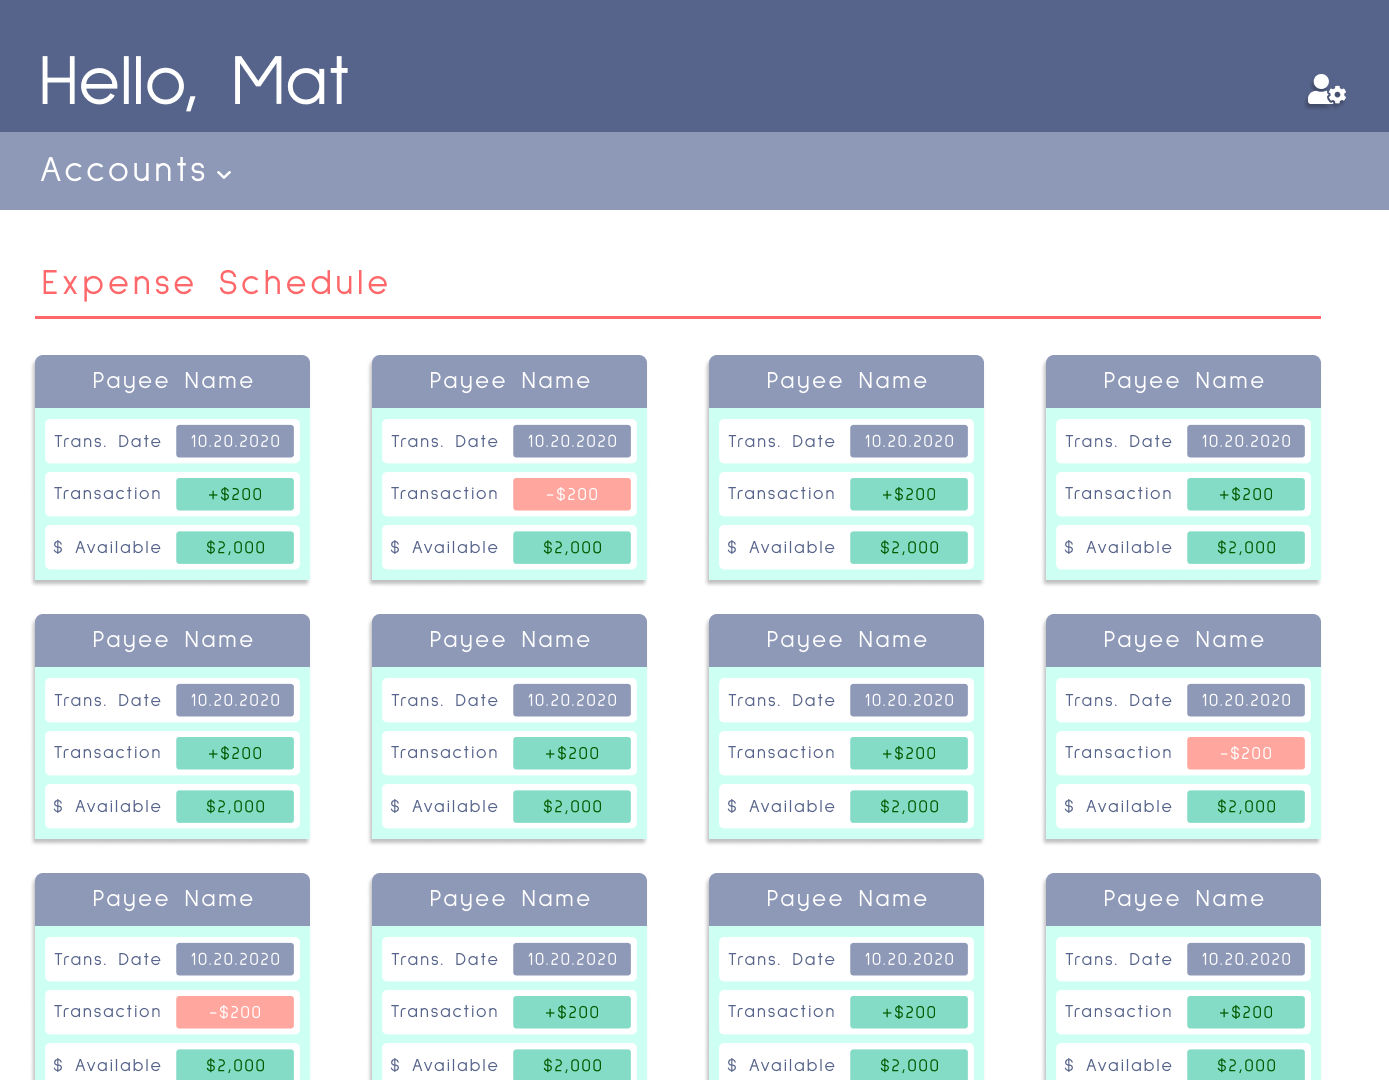 Hello, Mat
Accounts
Expense Schedule
Payee Name Payee Name Payee Name Payee Name
Trans. Date 10.20.2020 Trans. Date 10.20.2020 Trans. Date 10.20.2020 Trans. Date 10.20.2020
Transaction +$200 Transaction -$200 Transaction +$200 Transaction +$200
$ Available $2,000 $ Available $2,000 $ Available $2,000 $ Available $2,000
Payee Name Payee Name Payee Name Payee Name
Trans. Date 10.20.2020 Trans. Date 10.20.2020 Trans. Date 10.20.2020 Trans. Date 10.20.2020
Transaction +$200 Transaction +$200 Transaction +$200 Transaction -$200
$ Available $2,000 $ Available $2,000 $ Available $2,000 $ Available $2,000
Payee Name Payee Name Payee Name Payee Name
Trans. Date 10.20.2020 Trans. Date 10.20.2020 Trans. Date 10.20.2020 Trans. Date 10.20.2020
Transaction -$200 Transaction +$200 Transaction +$200 Transaction +$200
$ Available $2,000 $ Available $2,000 $ Available $2,000 $ Available $2,000